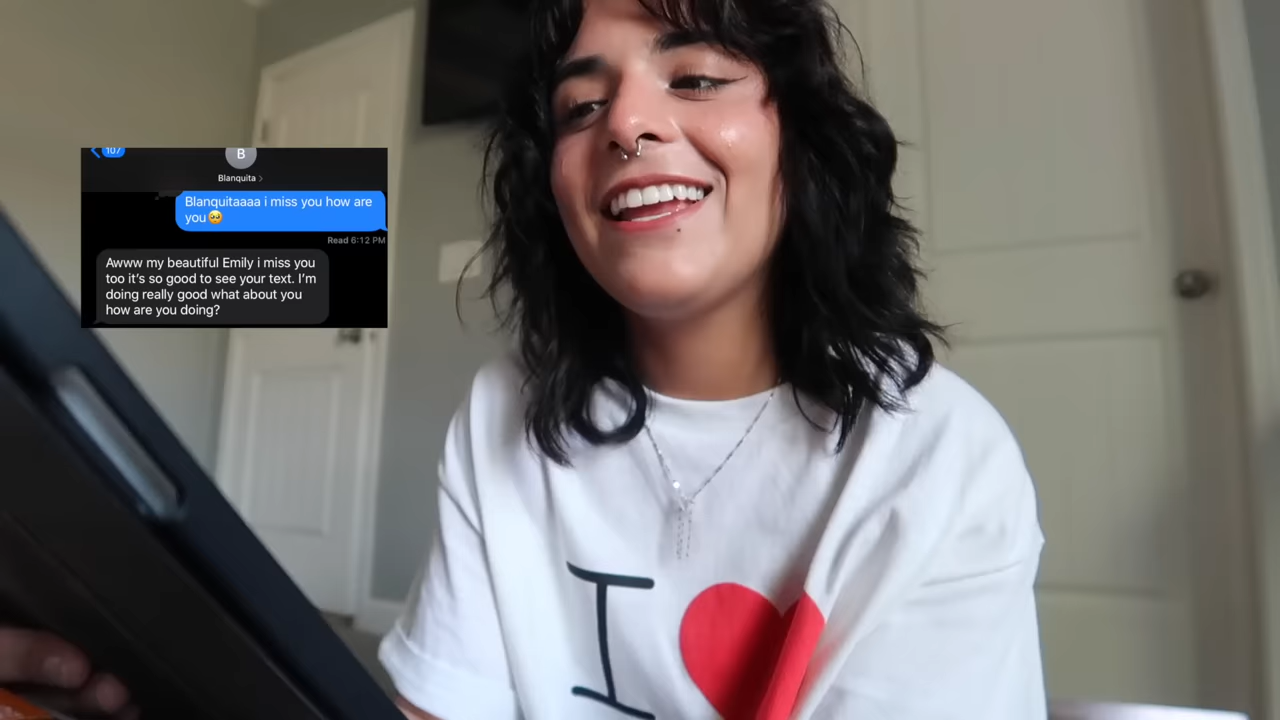 107
B
Blanquita >
Blanquitaaaa i miss you how are
you🥹
Read 6:12 PM
Awww my beautiful Emily i miss you
too it's so good to see your text. I'm
doing really good what about you
how are you doing?
I ❤